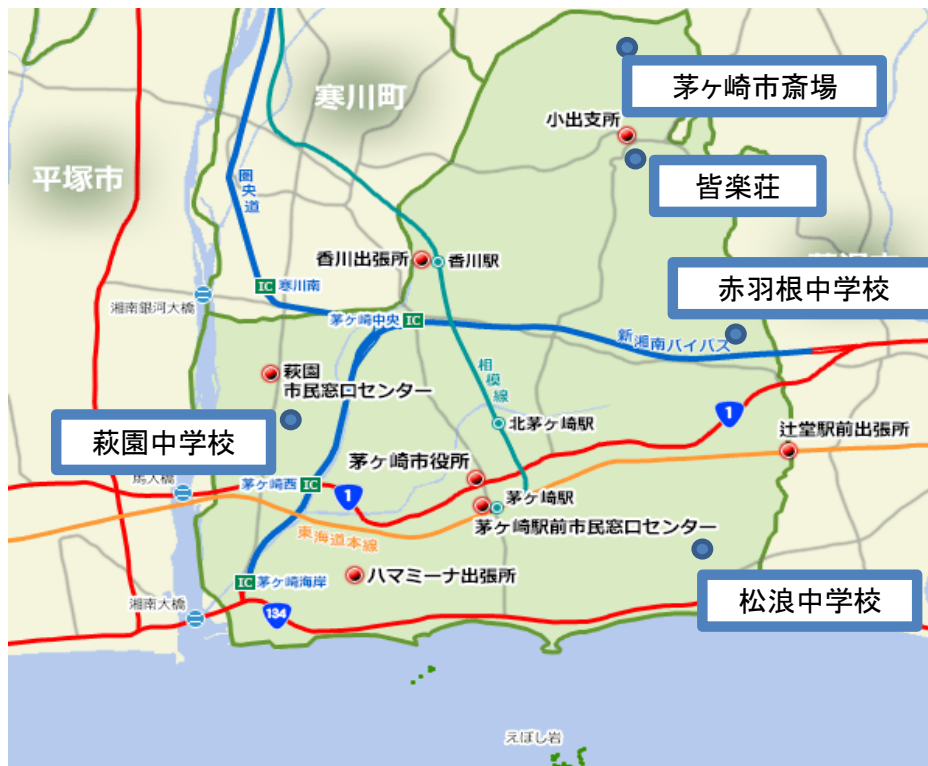 茅ヶ崎市斎場
寒川町
小出支所
平塚市
皆楽荘
圏央道
香川出張所
香川駅
赤羽根中学校
IC 寒川南
湘南銀河大橋
茅ヶ崎中央 IC
新湘南バイパス
萩園
市民窓口センター
相模線
1
萩園中学校
北茅ヶ崎駅
辻堂駅前出張所
茅ヶ崎市役所
馬入橋
茅ヶ崎西 IC
1
茅ヶ崎駅
茅ヶ崎駅前市民窓口センター
東海道本線
IC 茅ヶ崎海岸
ハマミーナ出張所
湘南大橋
134
松浪中学校
えぼし岩